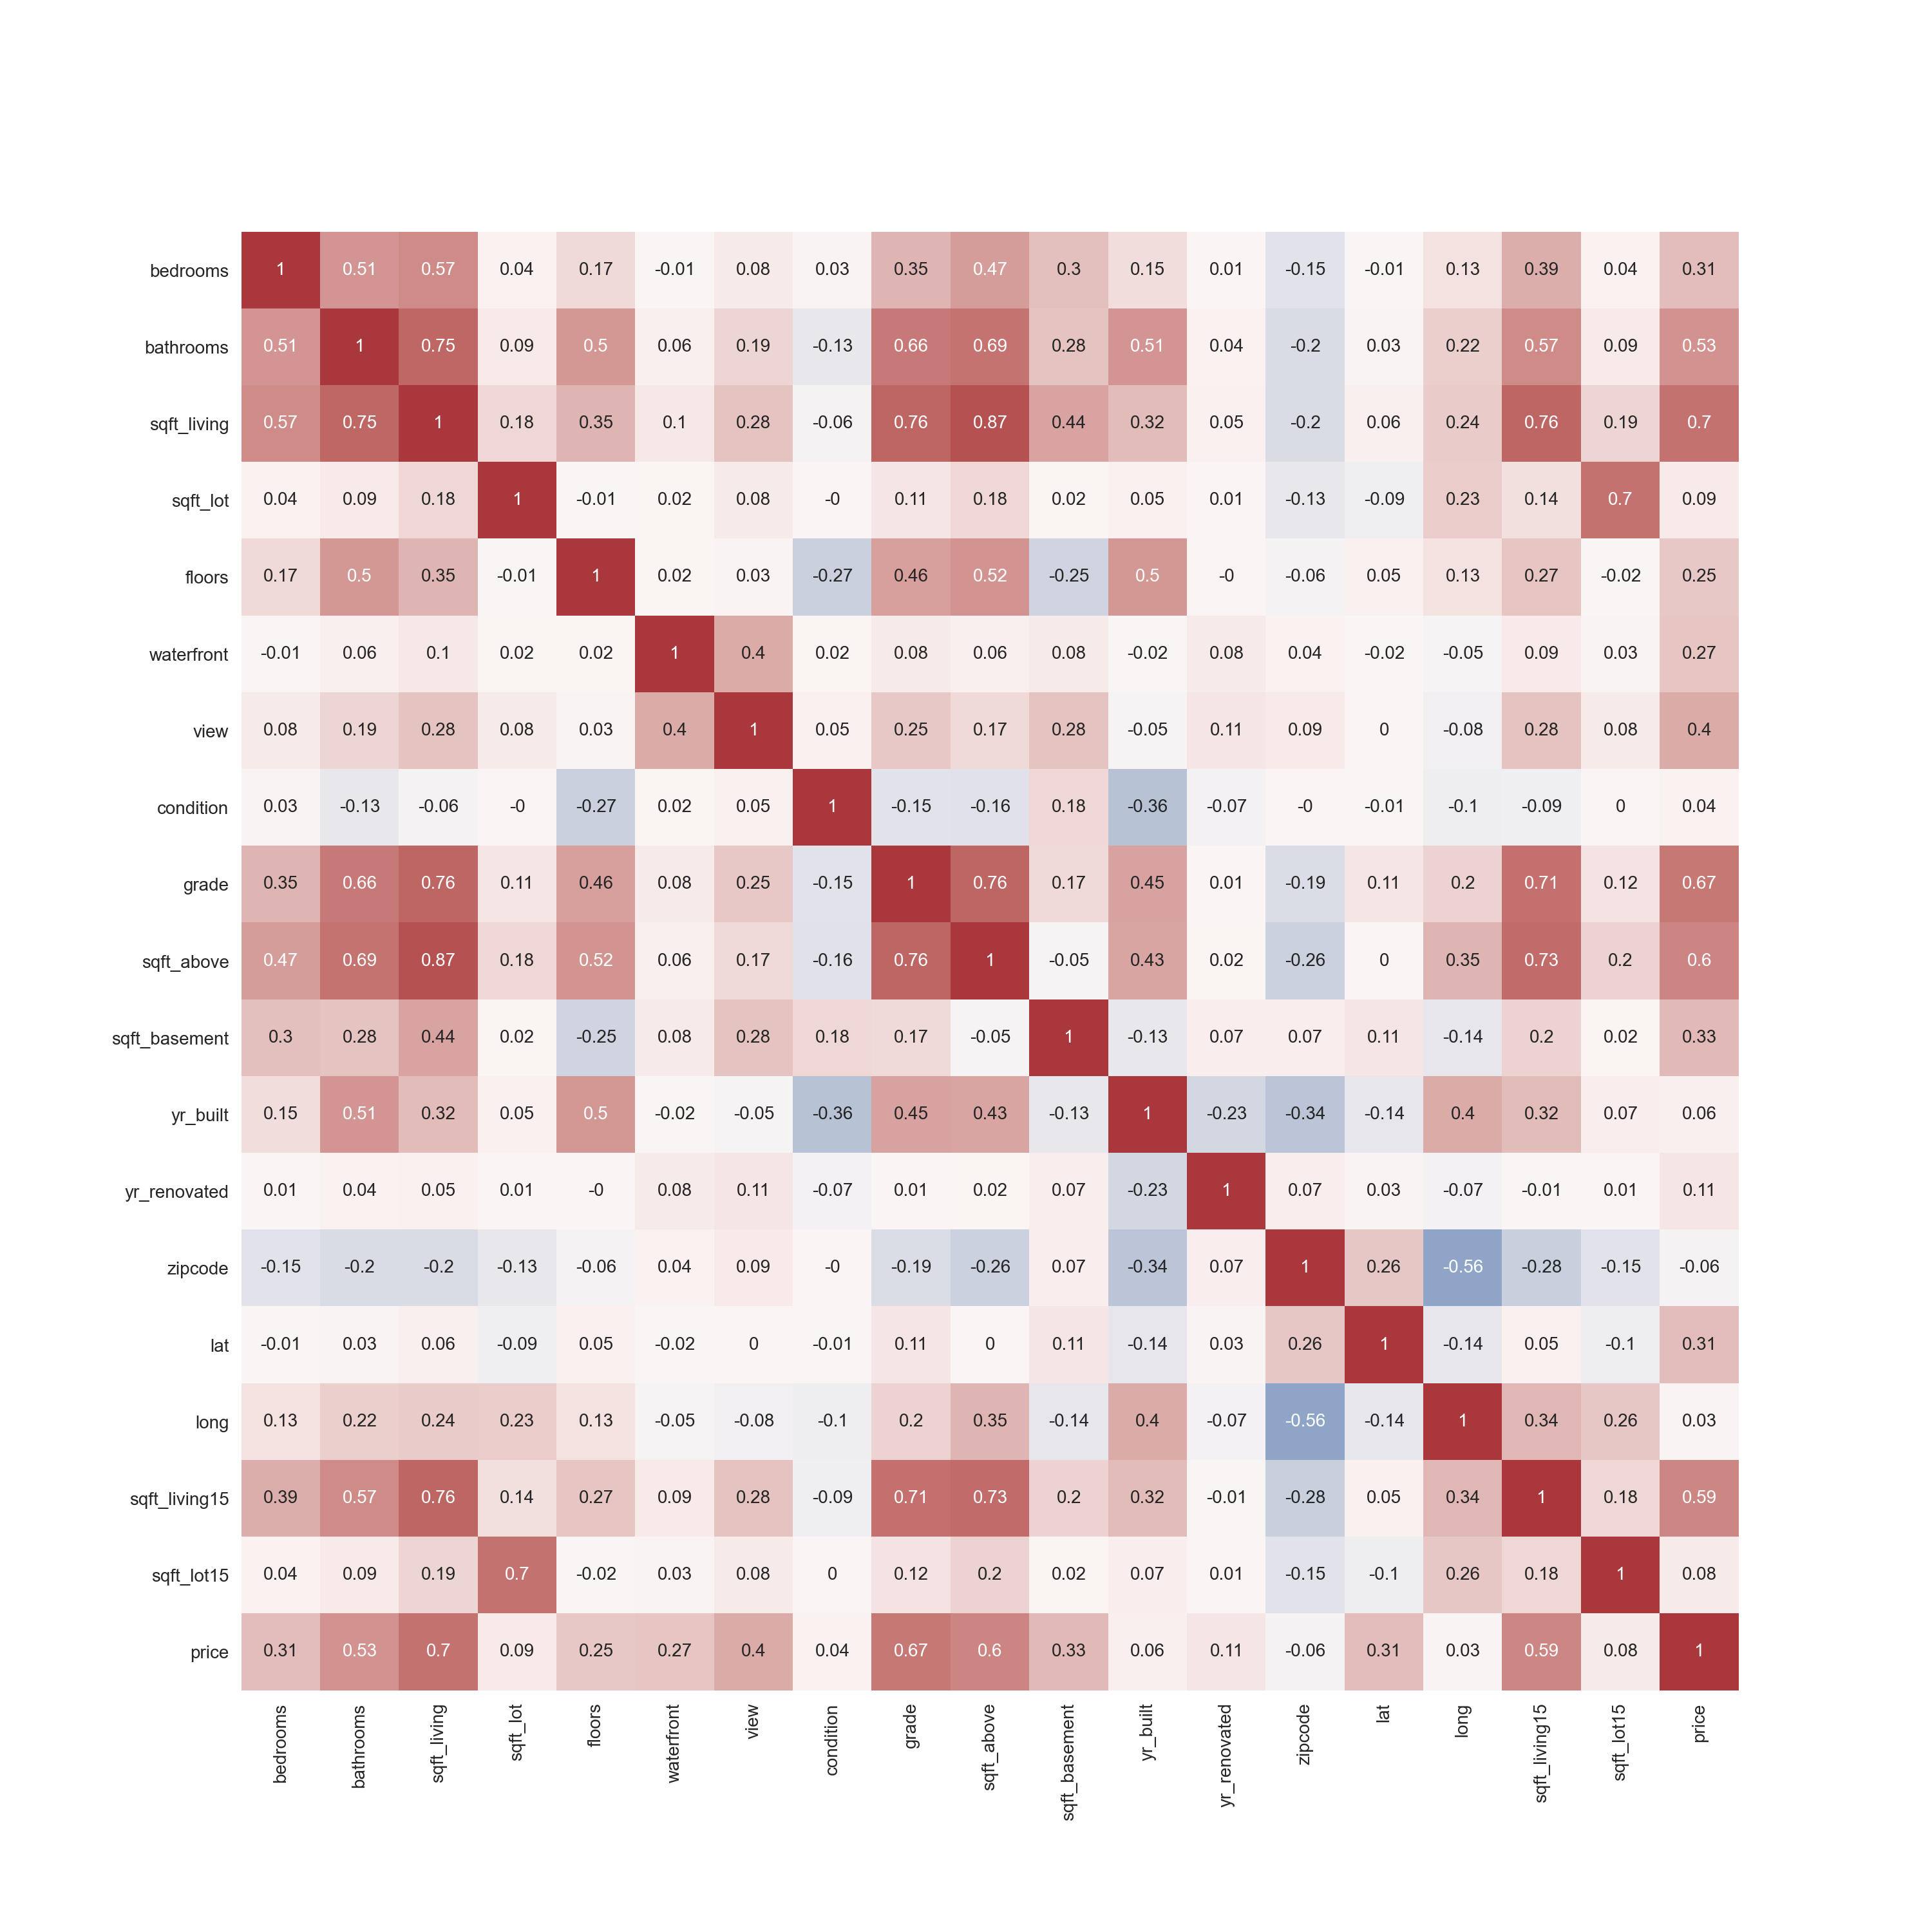 bedrooms 1 0.51 0.57 0.04 0.17 -0.01 0.08 0.03 0.35 0.47 0.3 0.15 0.01 -0.15 -0.01 0.13 0.39 0.04 0.31
bathrooms 0.51 1 0.75 0.09 0.5 0.06 0.19 -0.13 0.66 0.69 0.28 0.51 0.04 -0.2 0.03 0.22 0.57 0.09 0.53
sqft_living 0.57 0.75 1 0.18 0.35 0.1 0.28 -0.06 0.76 0.87 0.44 0.32 0.05 -0.2 0.06 0.24 0.76 0.19 0.7
sqft_lot 0.04 0.09 0.18 1 -0.01 0.02 0.08 -0 0.11 0.18 0.02 0.05 0.01 -0.13 -0.09 0.23 0.14 0.7 0.09
floors 0.17 0.5 0.35 -0.01 1 0.02 0.03 -0.27 0.46 0.52 -0.25 0.5 -0 -0.06 0.05 0.13 0.27 -0.02 0.25
waterfront -0.01 0.06 0.1 0.02 0.02 1 0.4 0.02 0.08 0.06 0.08 -0.02 0.08 0.04 -0.02 -0.05 0.09 0.03 0.27
view 0.08 0.19 0.28 0.08 0.03 0.4 1 0.05 0.25 0.17 0.28 -0.05 0.11 0.09 0 -0.08 0.28 0.08 0.4
condition 0.03 -0.13 -0.06 -0 -0.27 0.02 0.05 1 -0.15 -0.16 0.18 -0.36 -0.07 -0 -0.01 -0.1 -0.09 0 0.04
grade 0.35 0.66 0.76 0.11 0.46 0.08 0.25 -0.15 1 0.76 0.17 0.45 0.01 -0.19 0.11 0.2 0.71 0.12 0.67
sqft_above 0.47 0.69 0.87 0.18 0.52 0.06 0.17 -0.16 0.76 1 -0.05 0.43 0.02 -0.26 0 0.35 0.73 0.2 0.6
sqft_basement 0.3 0.28 0.44 0.02 -0.25 0.08 0.28 0.18 0.17 -0.05 1 -0.13 0.07 0.07 0.11 -0.14 0.2 0.02 0.33
yr_built 0.15 0.51 0.32 0.05 0.5 -0.02 -0.05 -0.36 0.45 0.43 -0.13 1 -0.23 -0.34 -0.14 0.4 0.32 0.07 0.06
yr_renovated 0.01 0.04 0.05 0.01 -0 0.08 0.11 -0.07 0.01 0.02 0.07 -0.23 1 0.07 0.03 -0.07 -0.01 0.01 0.11
zipcode -0.15 -0.2 -0.2 -0.13 -0.06 0.04 0.09 -0 -0.19 -0.26 0.07 -0.34 0.07 1 0.26 -0.56 -0.28 -0.15 -0.06
lat -0.01 0.03 0.06 -0.09 0.05 -0.02 0 -0.01 0.11 0 0.11 -0.14 0.03 0.26 1 -0.14 0.05 -0.1 0.31
long 0.13 0.22 0.24 0.23 0.13 -0.05 -0.08 -0.1 0.2 0.35 -0.14 0.4 -0.07 -0.56 -0.14 1 0.34 0.26 0.03
sqft_living15 0.39 0.57 0.76 0.14 0.27 0.09 0.28 -0.09 0.71 0.73 0.2 0.32 -0.01 -0.28 0.05 0.34 1 0.18 0.59
sqft_lot15 0.04 0.09 0.19 0.7 -0.02 0.03 0.08 0 0.12 0.2 0.02 0.07 0.01 -0.15 -0.1 0.26 0.18 1 0.08
price 0.31 0.53 0.7 0.09 0.25 0.27 0.4 0.04 0.67 0.6 0.33 0.06 0.11 -0.06 0.31 0.03 0.59 0.08 1
bedrooms bathrooms sqft_living sqft_lot floors waterfront view condition grade sqft_above sqft_basement yr_built yr_renovated zipcode lat long sqft_living15 sqft_lot15 price